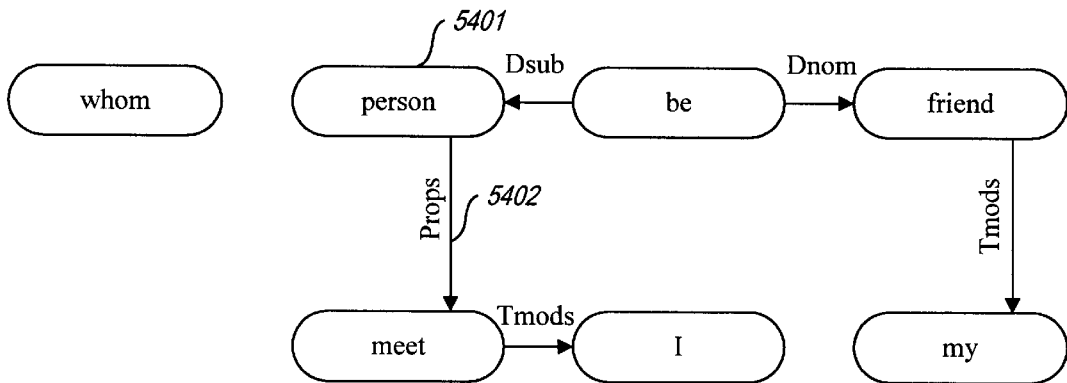 5401
Dsub
Dnom
whom
person
be
friend
Props
5402
Tmods
Tmods
meet
I
my